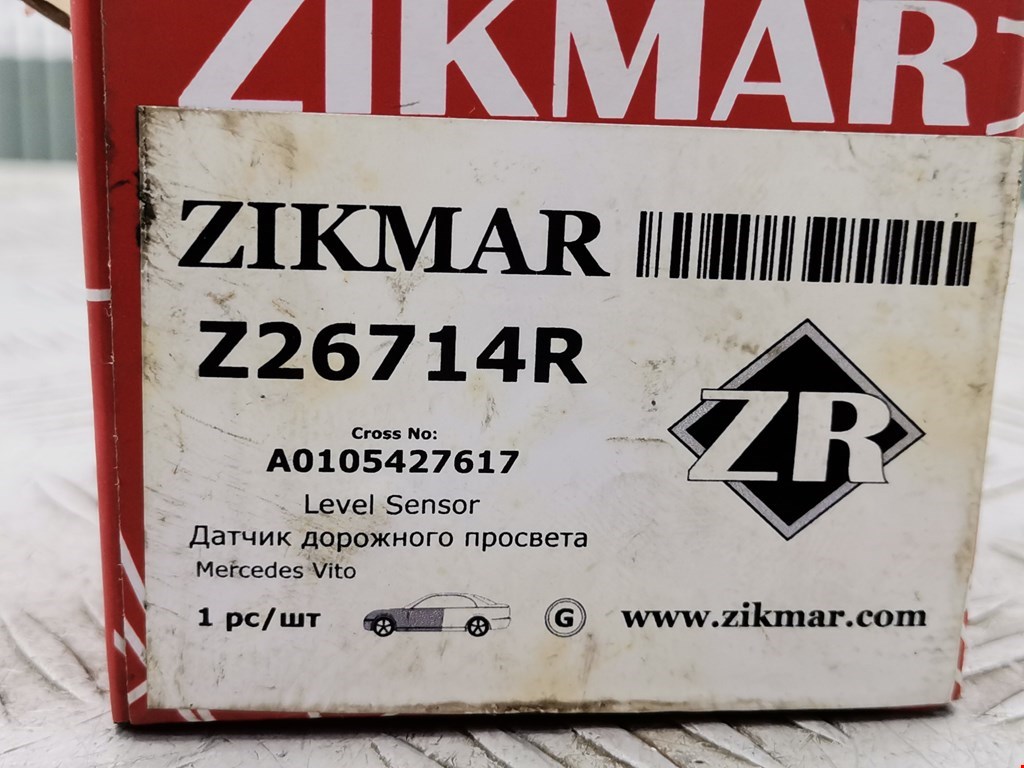 ZIKMAR
ZIKMAR
Z26714R
ZR
Cross No:
A0105427617
Level Sensor
Датчик дорожного просвета
Mercedes Vito
1 pc/шт
G
www.zikmar.com